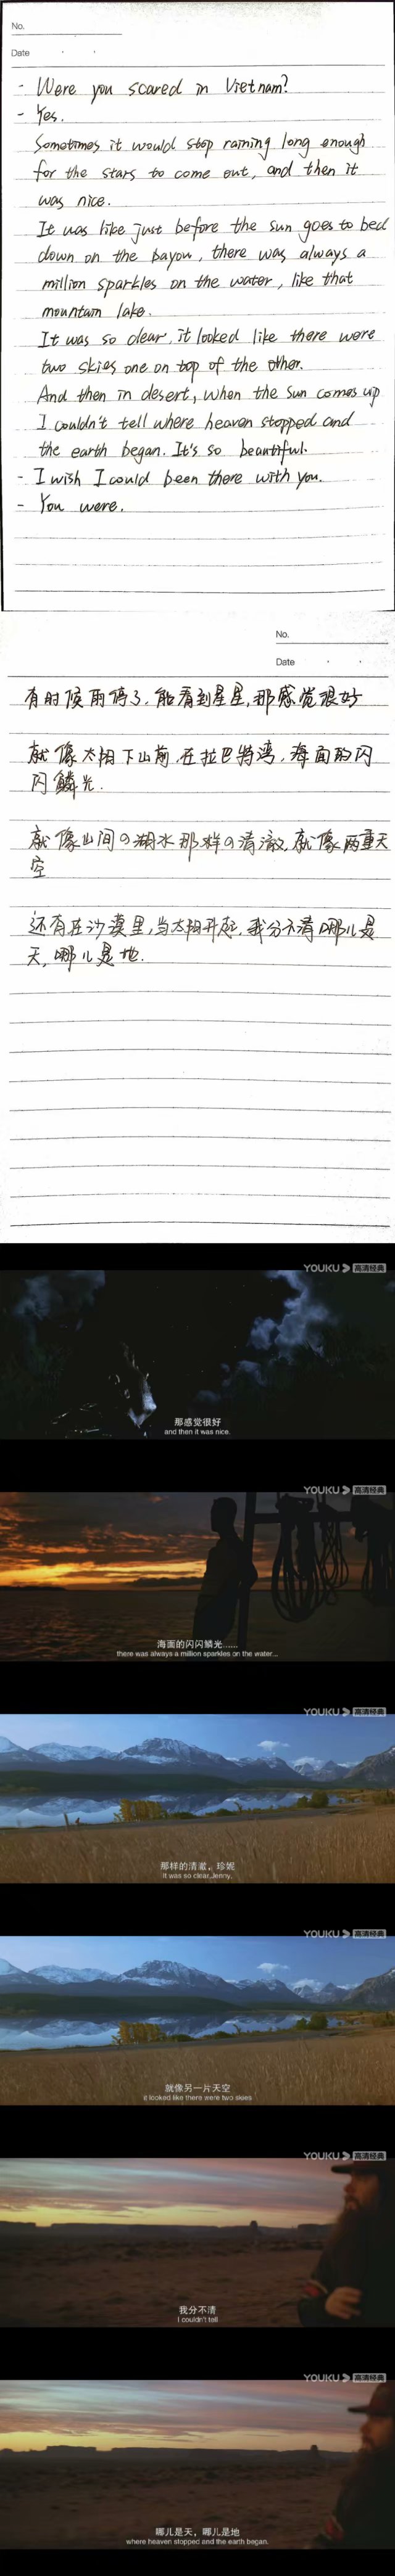 No.
Date
- Were you scared in Vietnam?
- Yes.
Sometimes it would stop raining long enough
for the stars to come out, and then it
was nice.
It was like just before the sun goes to bed
down on the bayou, there was always a
million sparkles on the water, like that
mountain lake.
It was so clear, it looked like there were
two skies one on top of the other.
And then in desert, when the sun comes up
I couldn't tell where heaven stopped and
the earth began. It's so beautiful.
- I wish I could been there with you.
- You were.
No.
Date
有时候雨停了,能看到星星,那感觉很好
就像太阳下山前,在拉巴特湾,海面的闪
闪鳞光.
就像山间の湖水那样の清澈,就像两重天
空
还有在沙漠里,当太阳升起,我分不清哪儿是
天,哪儿是地.
YOUKU 高清经典
那感觉很好
and then it was nice.
YOUKU 高清经典
海面的闪闪鳞光......
there was always a million sparkles on the water...
YOUKU 高清经典
那样的清澈，珍妮
It was so clear, Jenny,
YOUKU 高清经典
就像另一片天空
it looked like there were two skies
YOUKU 高清经典
我分不清
I couldn't tell
YOUKU 高清经典
哪儿是天，哪儿是地
where heaven stopped and the earth began.